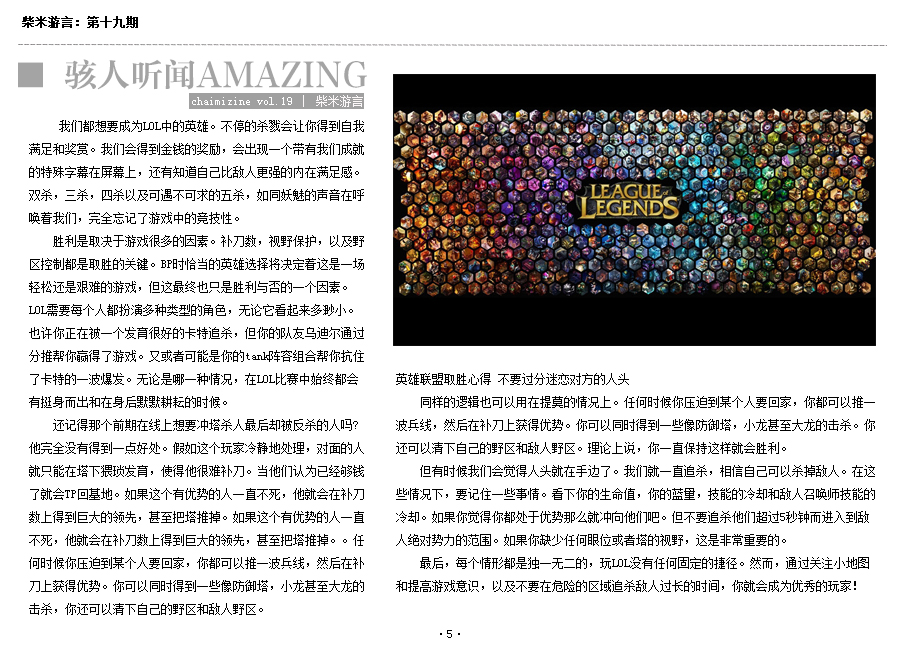 柴米游言：第十九期
骇人听闻AMAZING
chaimizine vol.19 | 柴米游言
我们都想要成为LOL中的英雄。不停的杀戮会让你得到自我
满足和奖赏。我们会得到金钱的奖励，会出现一个带有我们成就
的特殊字幕在屏幕上，还有知道自己比敌人更强的内在满足感。
双杀，三杀，四杀以及可遇不可求的五杀，如同妖魅的声音在呼
唤着我们，完全忘记了游戏中的竞技性。
胜利是取决于游戏很多的因素。补刀数，视野保护，以及野
区控制都是取胜的关键。BP时恰当的英雄选择将决定着这是一场
轻松还是艰难的游戏，但这最终也只是胜利与否的一个因素。
LOL需要每个人都扮演多种类型的角色，无论它看起来多渺小。
也许你正在被一个发育很好的卡特追杀，但你的队友乌迪尔通过
分推帮你赢得了游戏。又或者可能是你的tank阵容组合帮你抗住
了卡特的一波爆发。无论是哪一种情况，在LOL比赛中始终都会
有挺身而出和在身后默默耕耘的时候。
还记得那个前期在线上想要冲塔杀人最后却被反杀的人吗？
他完全没有得到一点好处。假如这个玩家冷静地处理，对面的人
就只能在塔下猥琐发育，使得他很难补刀。当他们认为已经够钱
了就会TP回基地。如果这个有优势的人一直不死，他就会在补刀
数上得到巨大的领先，甚至把塔推掉。如果这个有优势的人一直
不死，他就会在补刀数上得到巨大的领先，甚至把塔推掉。。任
何时候你压迫到某个人要回家，你都可以推一波兵线，然后在补
刀上获得优势。你可以同时得到一些像防御塔，小龙甚至大龙的
击杀，你还可以清下自己的野区和敌人野区。
LEAGUE OF
LEGENDS
英雄联盟取胜心得 不要过分迷恋对方的人头
同样的逻辑也可以用在提莫的情况上。任何时候你压迫到某个人要回家，你都可以推一
波兵线，然后在补刀上获得优势。你可以同时得到一些像防御塔，小龙甚至大龙的击杀。你
还可以清下自己的野区和敌人野区。理论上说，你一直保持这样就会胜利。
但有时候我们会觉得人头就在手边了。我们就一直追杀，相信自己可以杀掉敌人。在这
些情况下，要记住一些事情。看下你的生命值，你的蓝量，技能的冷却和敌人召唤师技能的
冷却。如果你觉得你都处于优势那么就冲向他们吧。但不要追杀他们超过5秒钟而进入到敌
人绝对势力的范围。如果你缺少任何眼位或者塔的视野，这是非常重要的。
最后，每个情形都是独一无二的，玩LOL没有任何固定的捷径。然而，通过关注小地图
和提高游戏意识，以及不要在危险的区域追杀敌人过长的时间，你就会成为优秀的玩家！
·5·